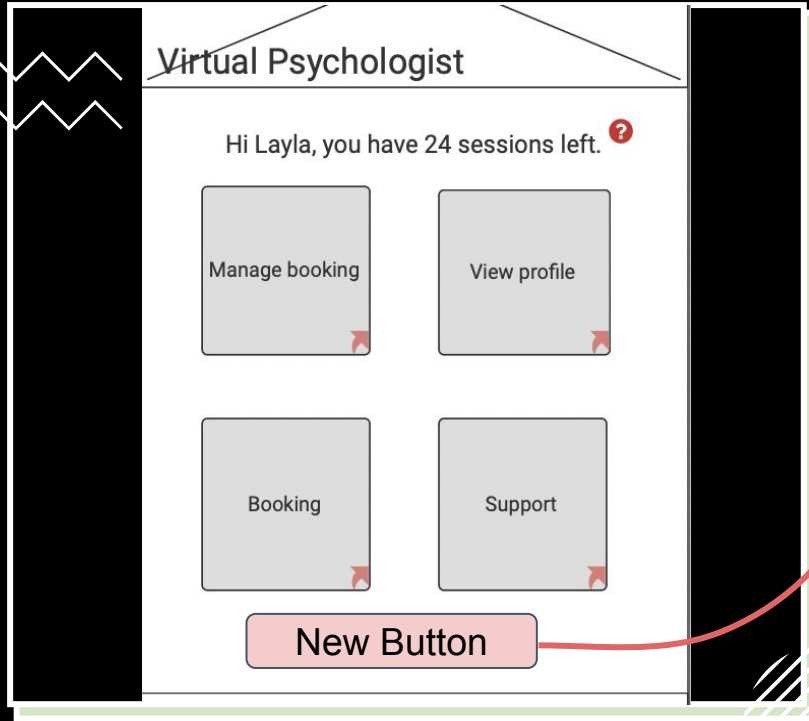 Virtual Psychologist
Hi Layla, you have 24 sessions left. ?
Manage booking
View profile
Booking
Support
New Button